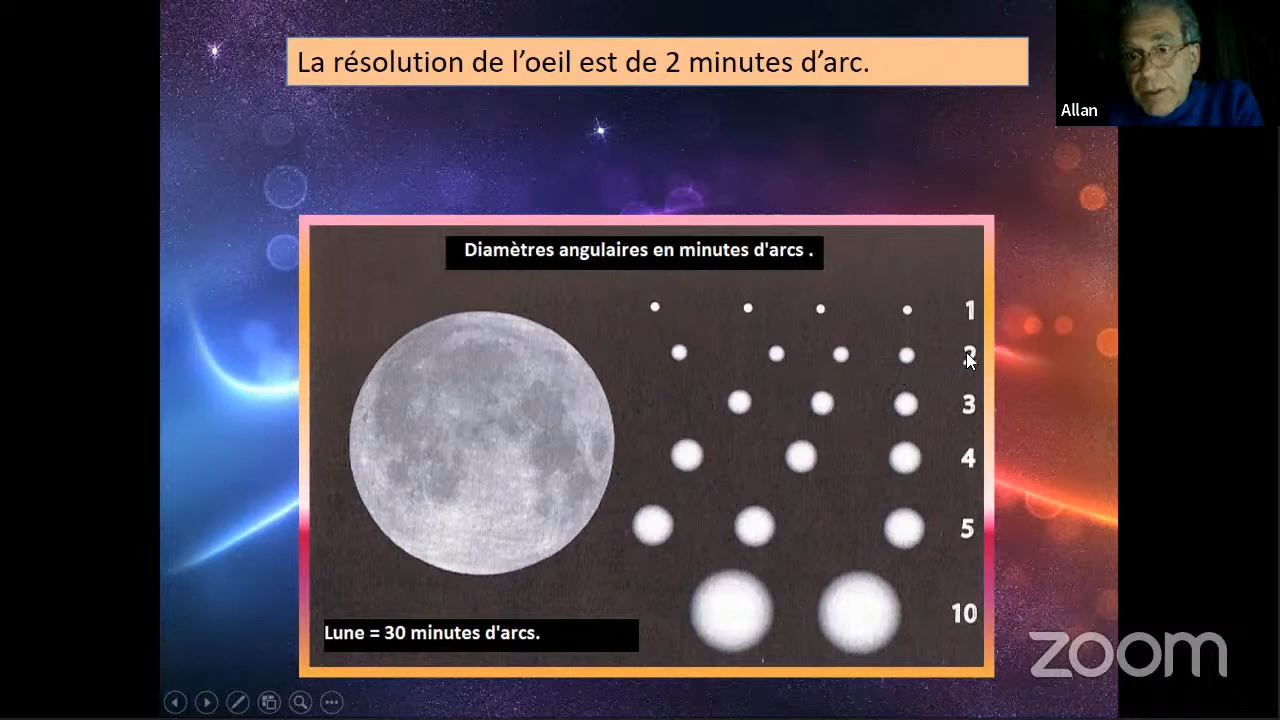 La résolution de l'oeil est de 2 minutes d'arc.
Allan
Diamètres angulaires en minutes d'arcs .
1
2
3
4
5
10
Lune = 30 minutes d'arcs.
zoom